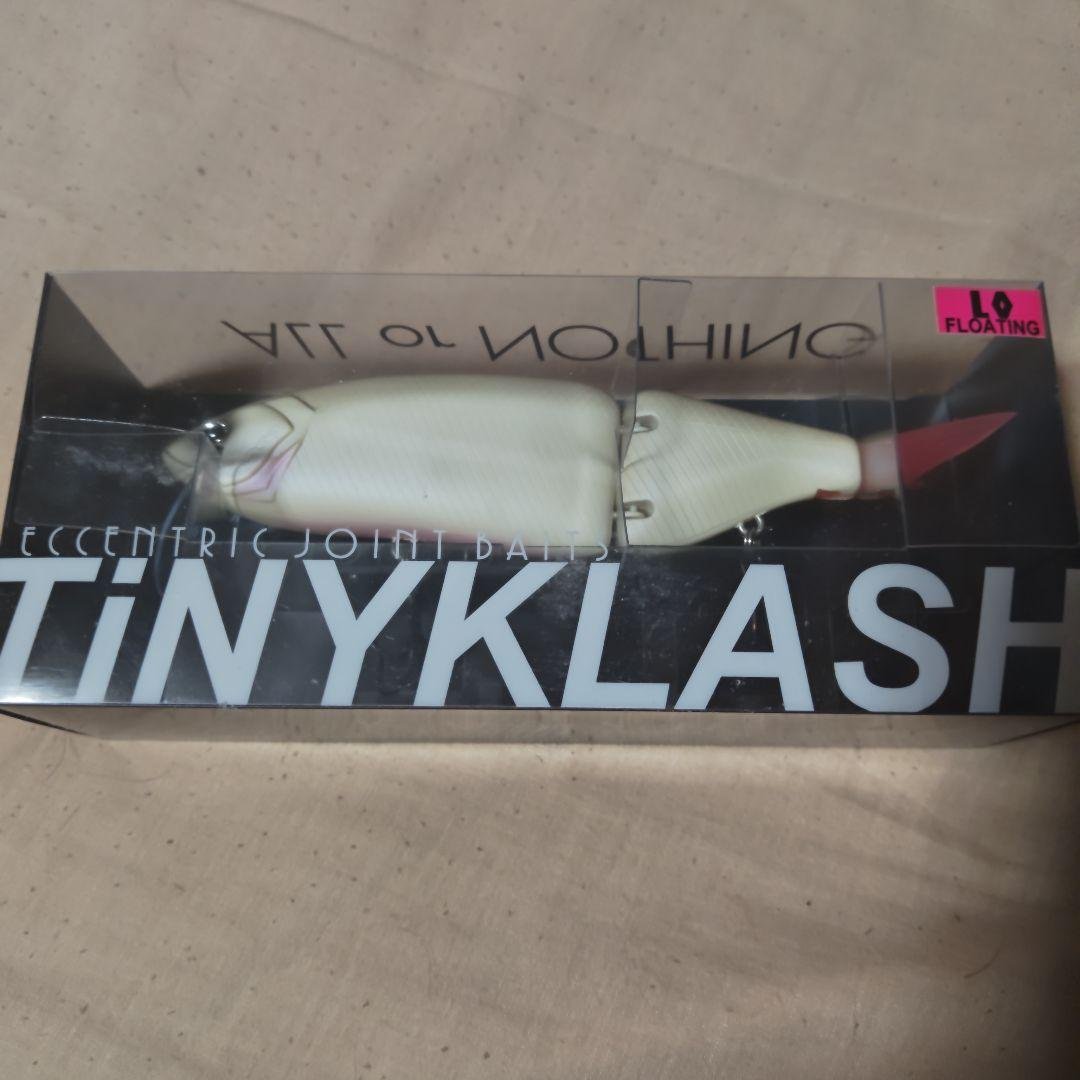 ALL or NOTHING
LO
FLOATING
ECCENTRIC JOINT BAITS
TiNYKLASH